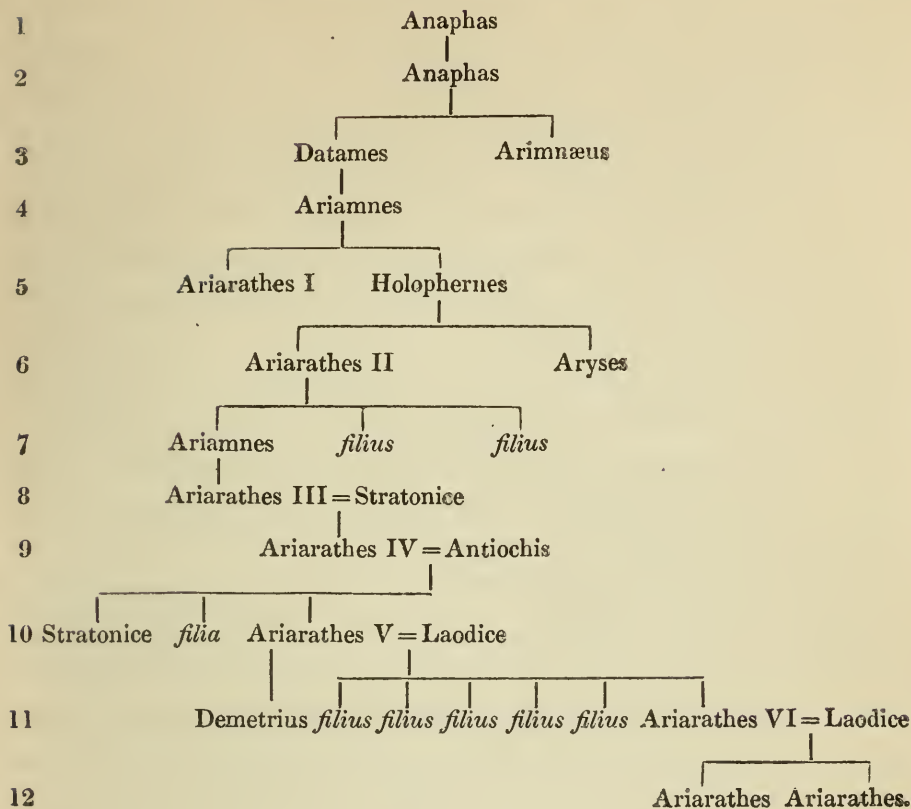 1 Anaphas
2 Anaphas
3 Datames Arimnæus
4 Ariamnes
5 Ariarathes I Holophernes
6 Ariarathes II Aryses
7 Ariamnes filius filius
8 Ariarathes III = Stratonice
9 Ariarathes IV = Antiochis
10 Stratonice filia Ariarathes V = Laodice
11 Demetrius filius filius filius filius filius Ariarathes VI = Laodice
12 Ariarathes Ariarathes.